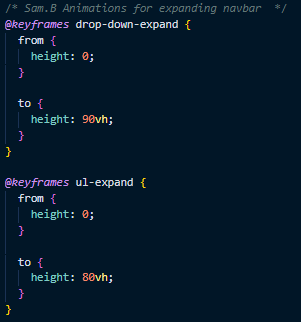 /* Sam.B Animations for expanding navbar  */
@keyframes drop-down-expand {
  from {
    height: 0;
  }

  to {
    height: 90vh;
  }
}

@keyframes ul-expand {
  from {
    height: 0;
  }

  to {
    height: 80vh;
  }
}